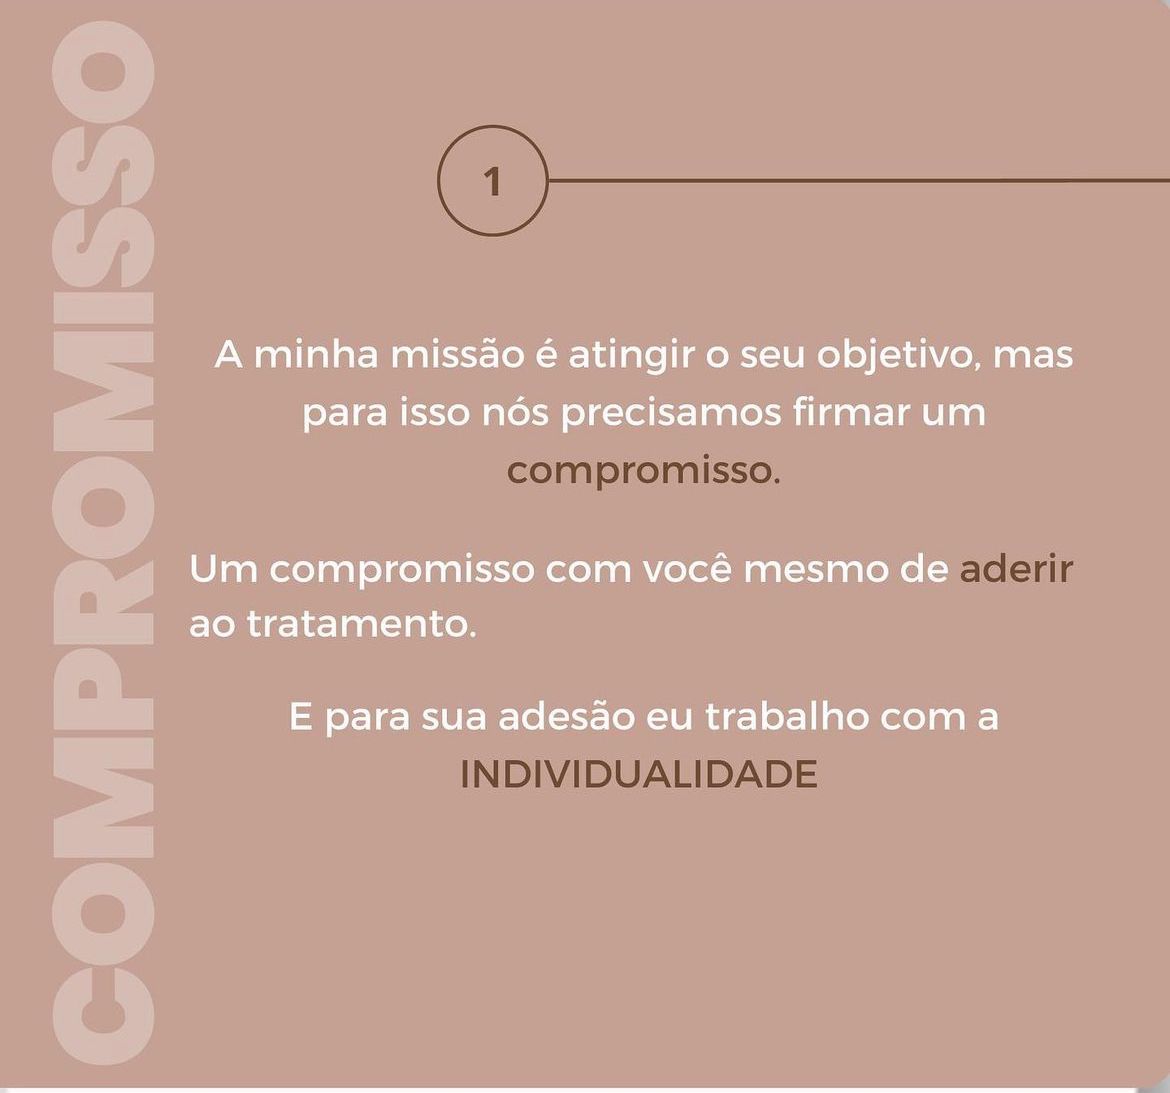 COMPROMISSO
1
A minha missão é atingir o seu objetivo, mas
para isso nós precisamos firmar um
compromisso.
Um compromisso com você mesmo de aderir
ao tratamento.
E para sua adesão eu trabalho com a
INDIVIDUALIDADE